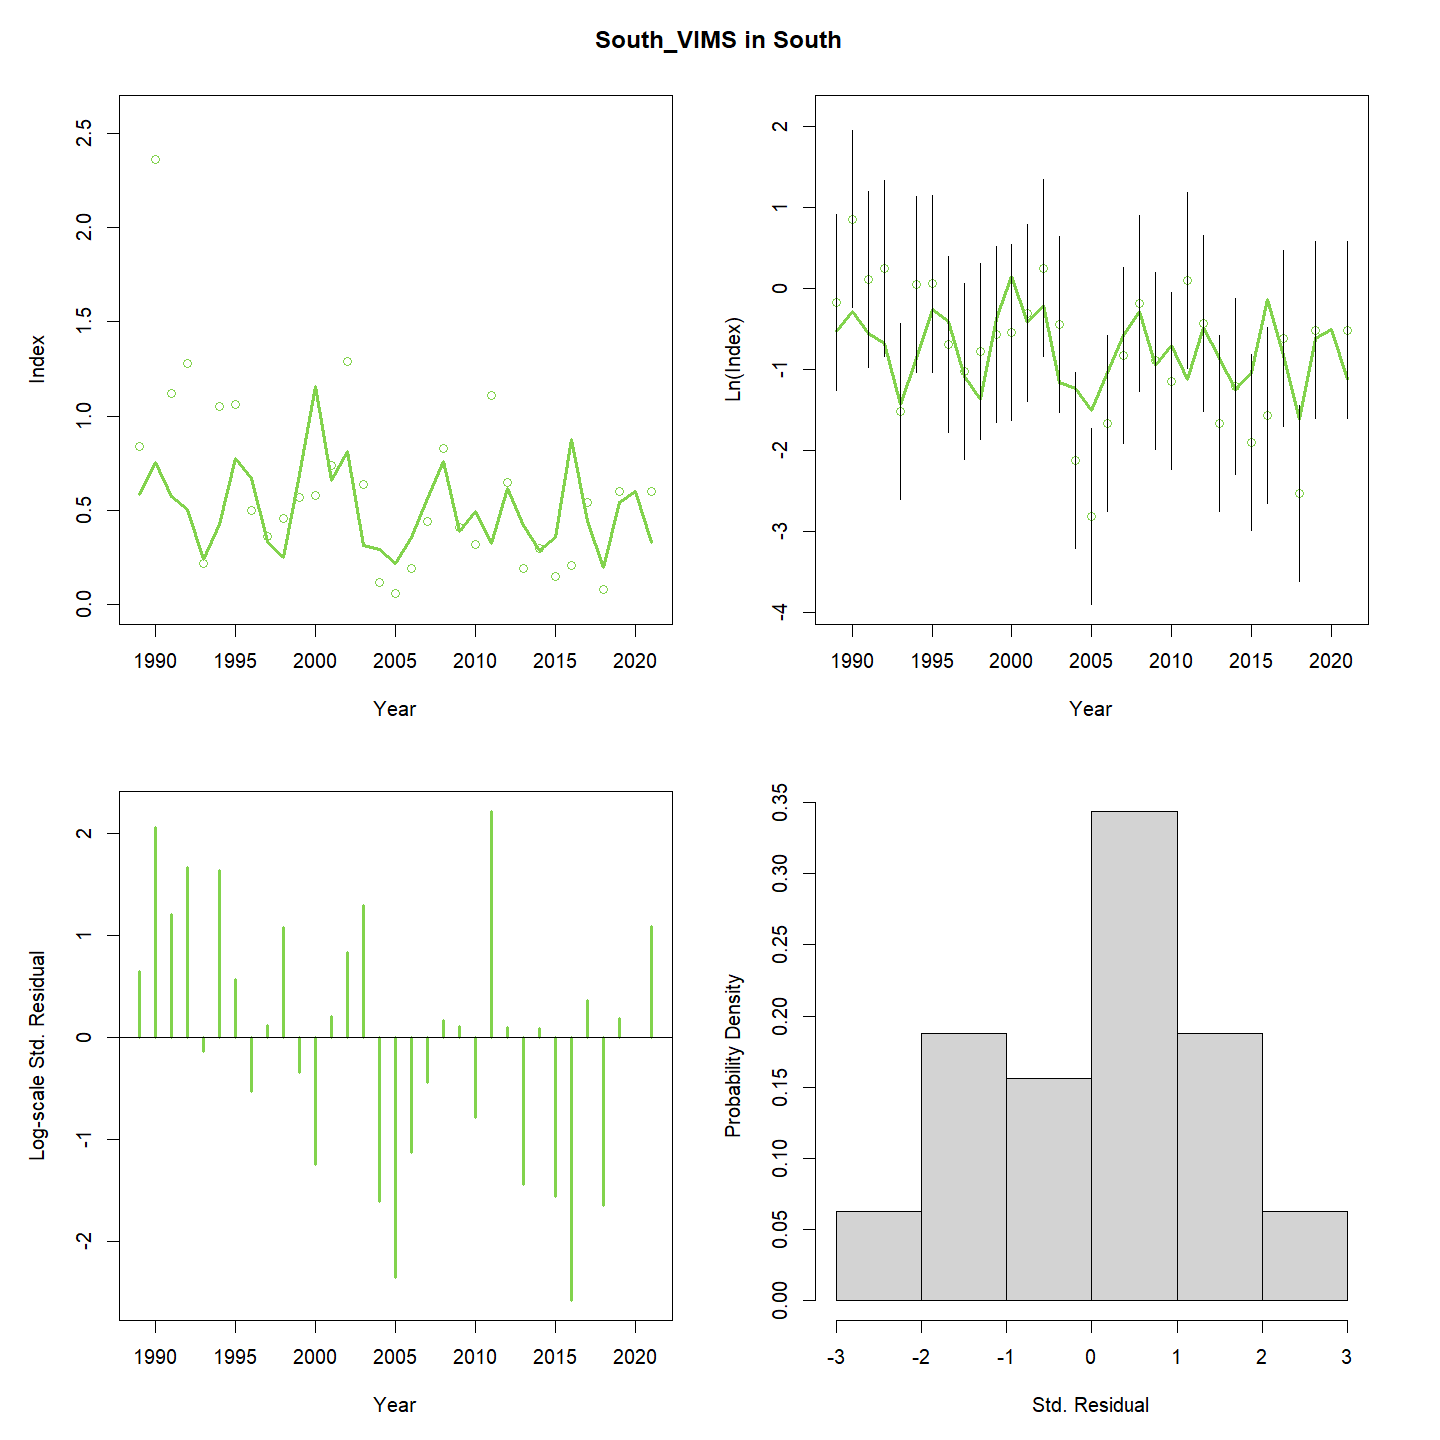 South_VIMS in South
Index
2.5
2.0
1.5
1.0
0.5
0.0
1990 1995 2000 2005 2010 2015 2020
Year
Ln(Index)
2
1
0
-1
-2
-3
-4
1990 1995 2000 2005 2010 2015 2020
Year
Log-scale Std. Residual
2
1
0
-1
-2
1990 1995 2000 2005 2010 2015 2020
Year
Probability Density
0.35
0.30
0.25
0.20
0.15
0.10
0.05
0.00
-3 -2 -1 0 1 2 3
Std. Residual